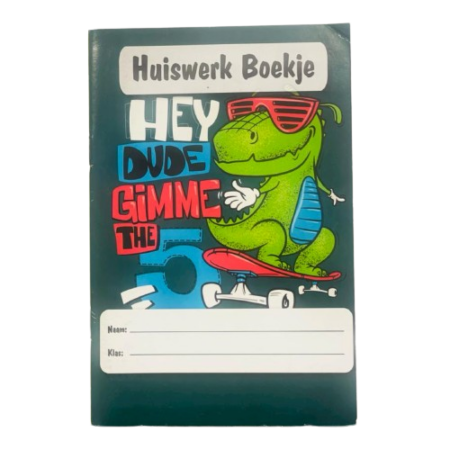 Huiswerk Boekje
HEY
DUDE
GiMME
THE
5
Naam:
Klas: